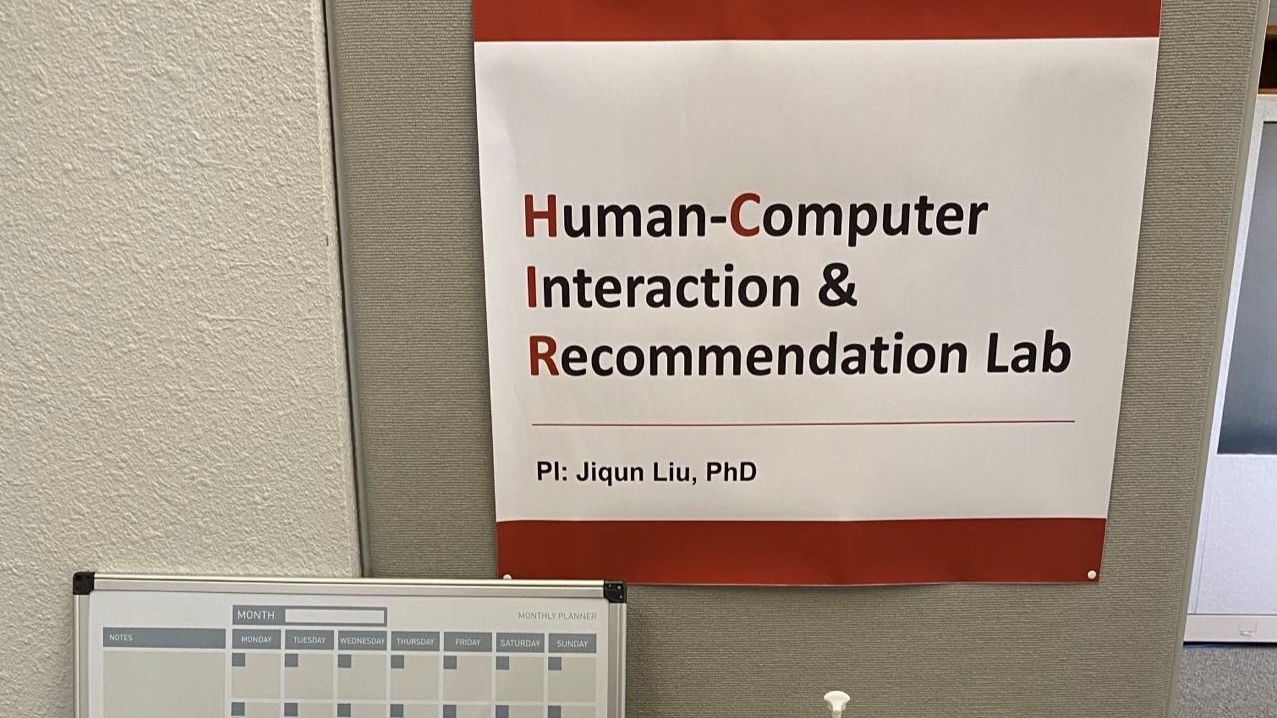 Human-Computer
Interaction &
Recommendation Lab
PI: Jiqun Liu, PhD
MONTH
MONTHLY PLANNER
NOTES
MONDAY TUESDAY WEDNESDAY THURSDAY FRIDAY SATURDAY SUNDAY